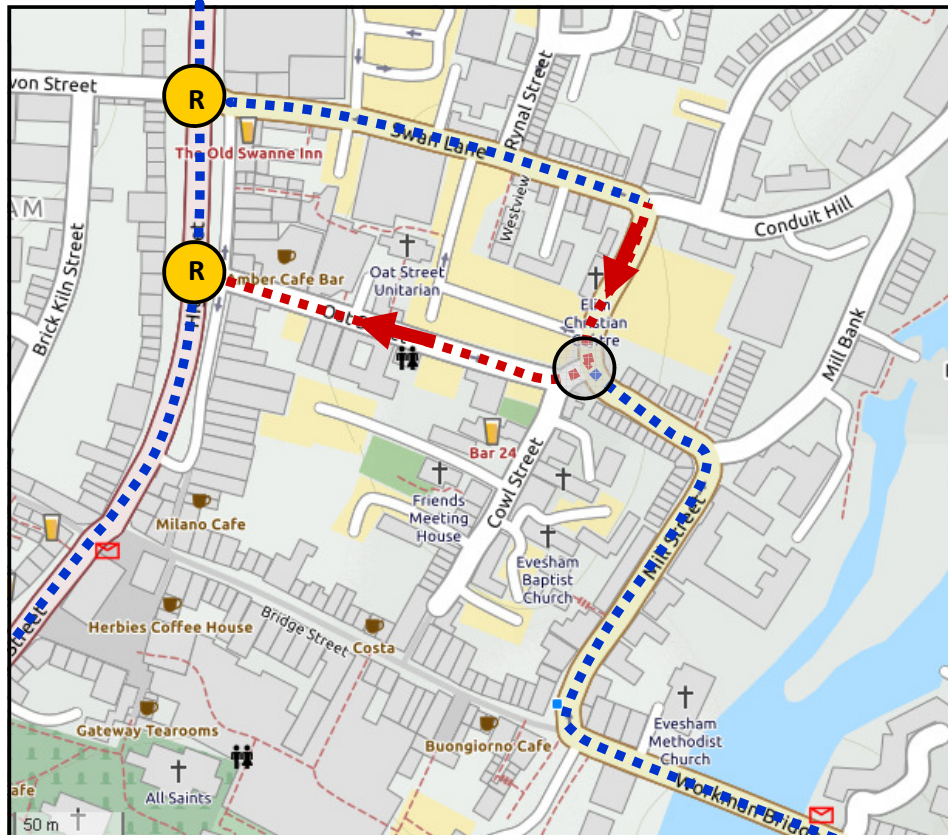 von Street
R
The Old Swanne Inn
Swan Lane
Rynal Street
Westview
Conduit Hill
AM
Brick Kiln Street
R
Amber Cafe Bar
Oat Street
Unitarian
Elim
Christian
Centre
Mill Bank
Bar 24
Cowl Street
Friends
Meeting
House
Milano Cafe
Evesham
Baptist
Church
Mill Street
Herbies Coffee House
Bridge Street
Costa
Street
Gateway Tearooms
Buongiorno Cafe
Evesham
Methodist
Church
All Saints
afe
50 m